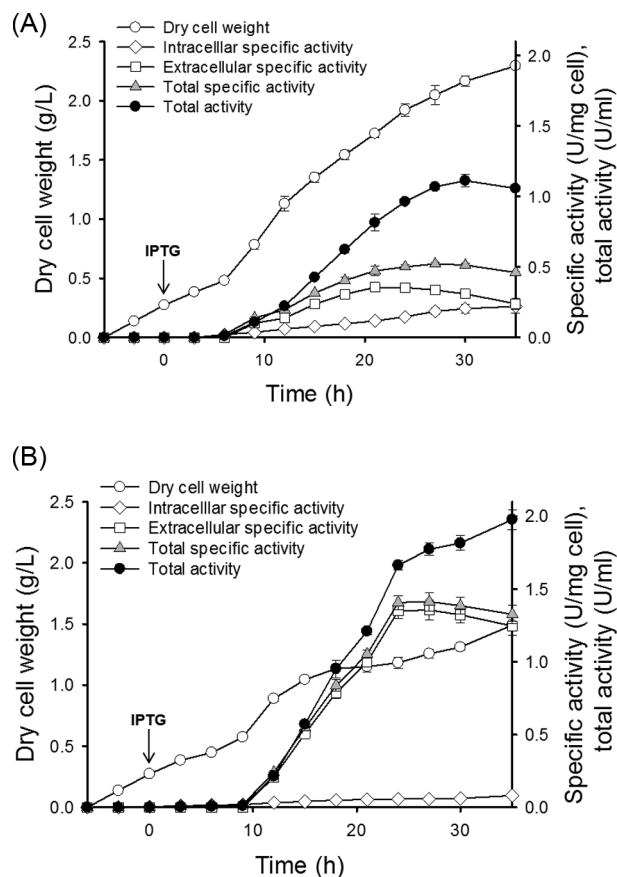 (A)
Dry cell weight
Intracelllar specific activity
Extracellular specific activity
Total specific activity
Total activity
2.5
2.0
1.5
1.0
0.5
0.0
Dry cell weight (g/L)
IPTG
2.0
1.5
1.0
0.5
0.0
Specific activity (U/mg cell),
total activity (U/ml)
0
10
20
30
Time (h)
(B)
Dry cell weight
Intracelllar specific activity
Extracellular specific activity
Total specific activity
Total activity
2.5
2.0
1.5
1.0
0.5
0.0
Dry cell weight (g/L)
IPTG
2.0
1.5
1.0
0.5
0.0
Specific activity (U/mg cell),
total activity (U/ml)
0
10
20
30
Time (h)